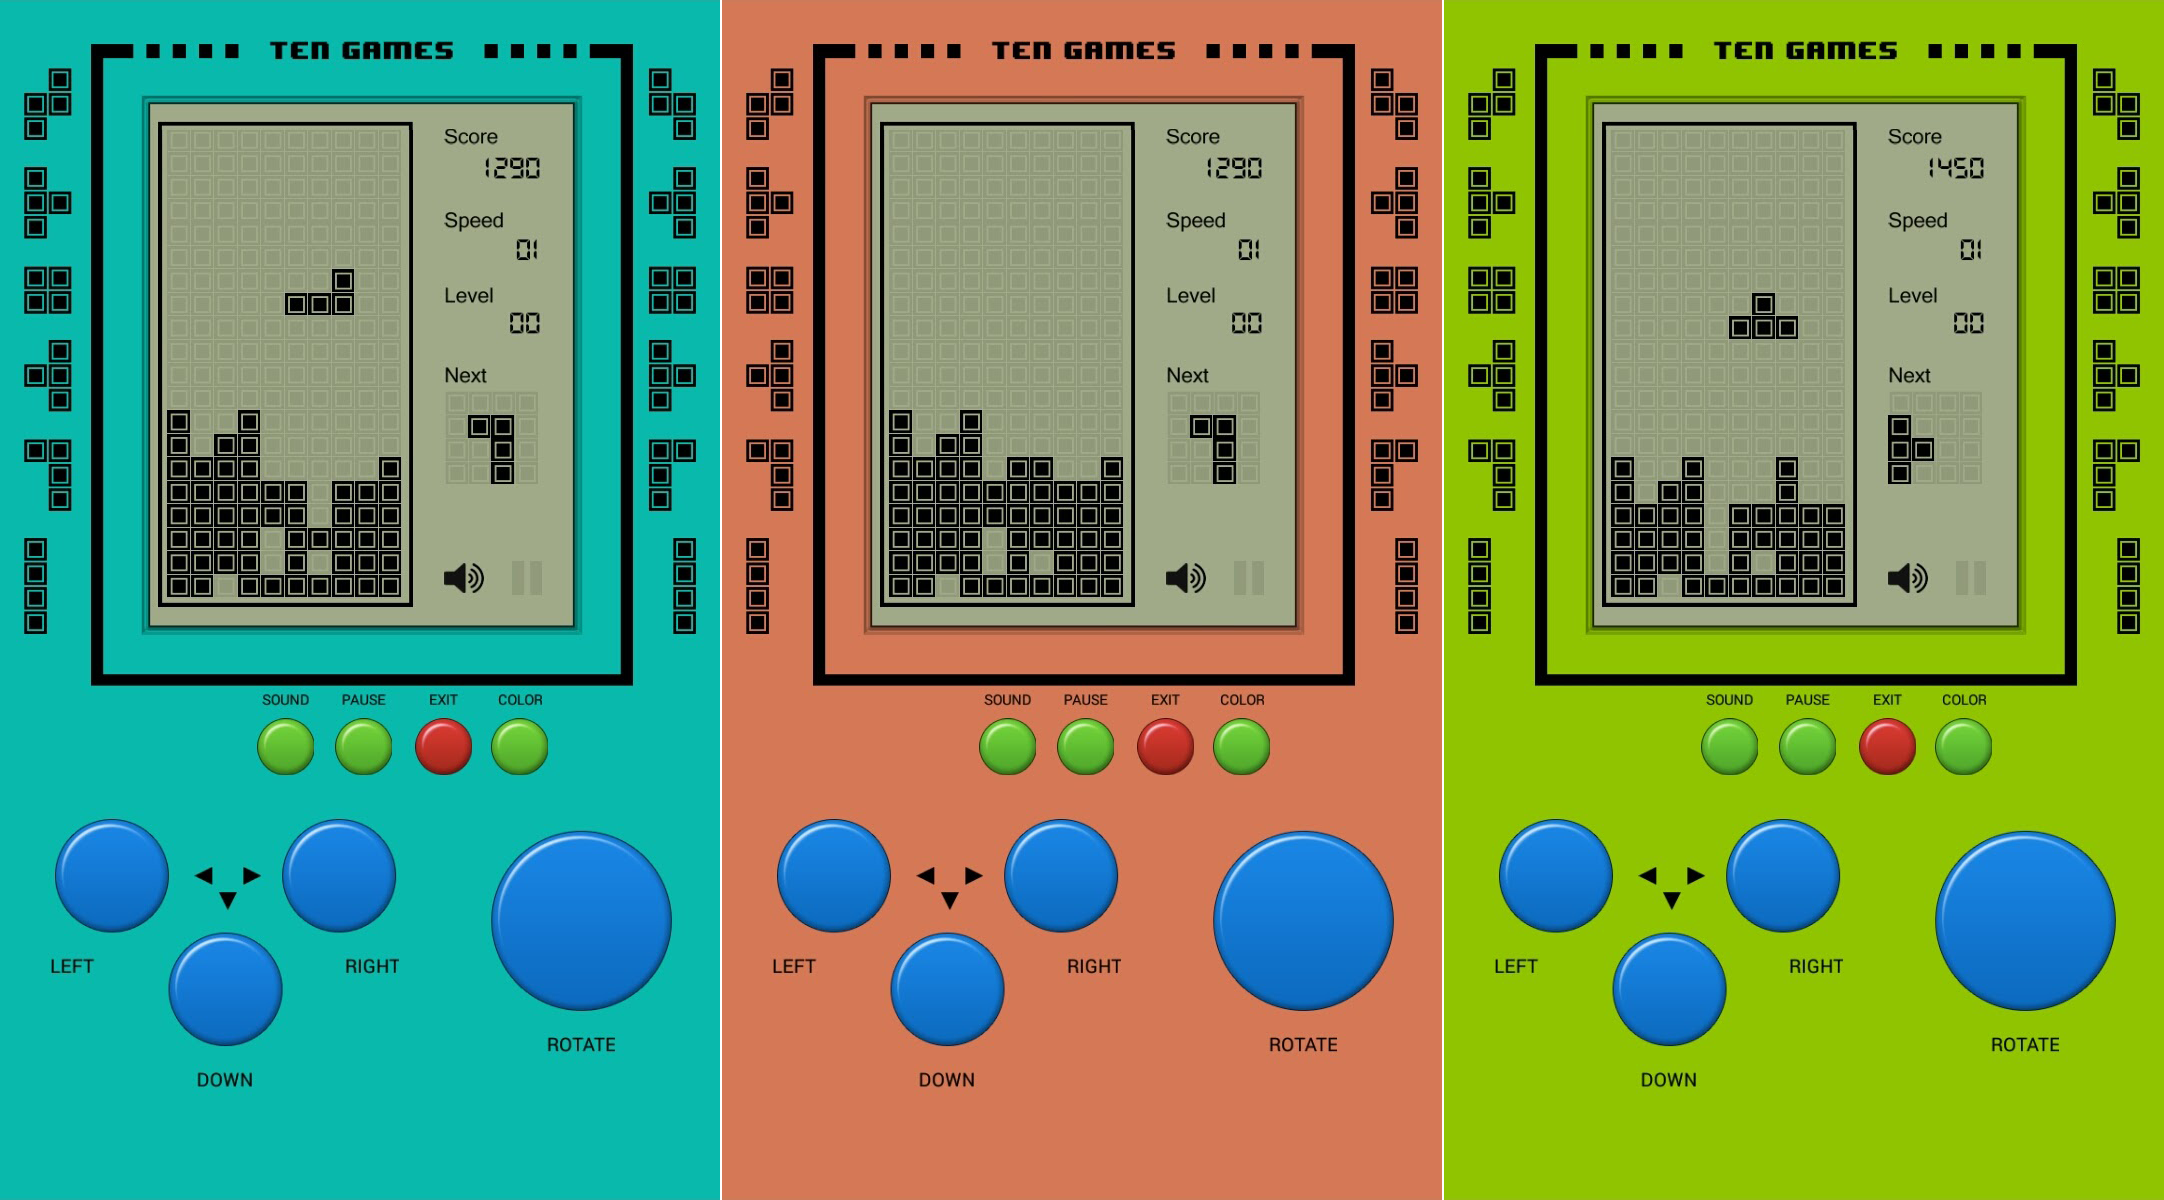 TEN GAMES
Score
1290
Speed
01
Level
00
Next
SOUND PAUSE EXIT COLOR
LEFT
RIGHT
ROTATE
DOWN
TEN GAMES
Score
1290
Speed
01
Level
00
Next
SOUND PAUSE EXIT COLOR
LEFT
RIGHT
ROTATE
DOWN
TEN GAMES
Score
1450
Speed
01
Level
00
Next
SOUND PAUSE EXIT COLOR
LEFT
RIGHT
ROTATE
DOWN